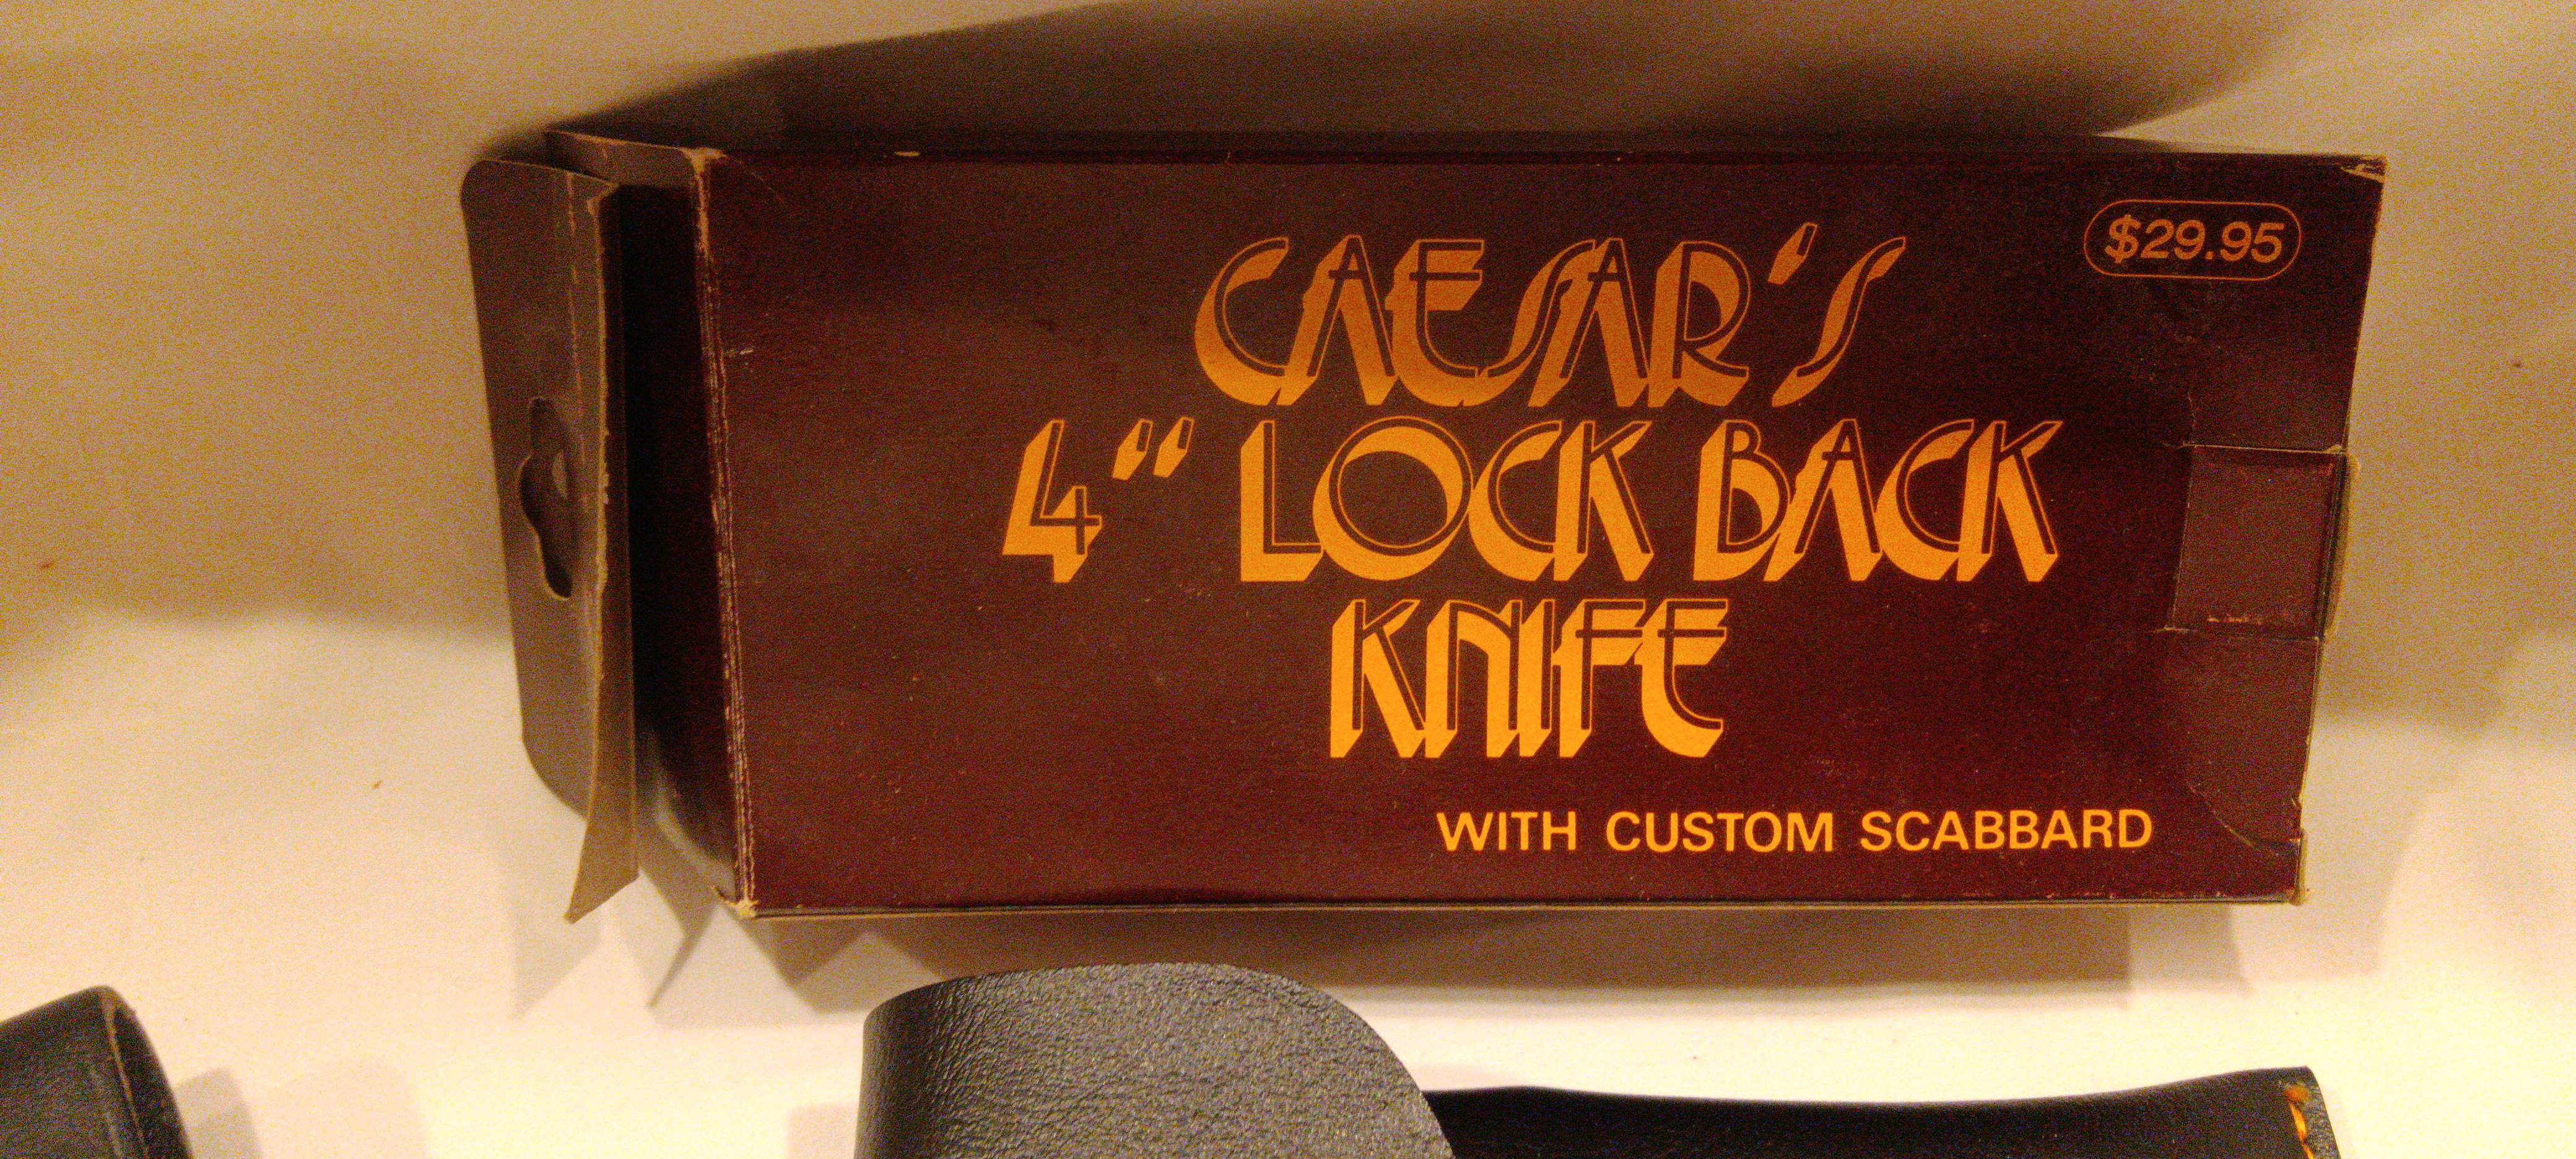 $29.95
CAESAR'S
4" LOCK BACK
KNIFE
WITH CUSTOM SCABBARD